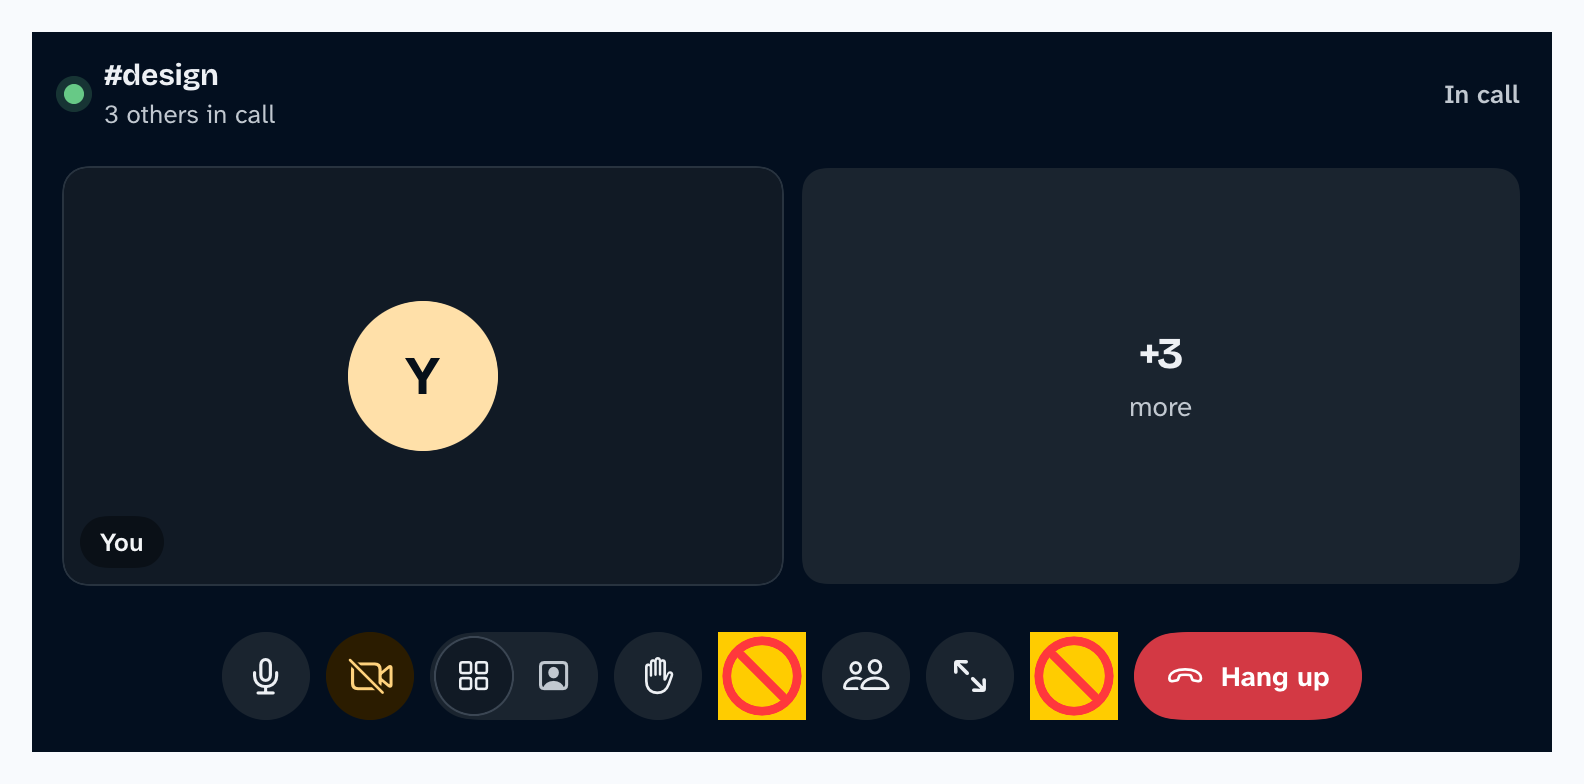 #design
3 others in call
In call
Y
You
+3
more
Hang up